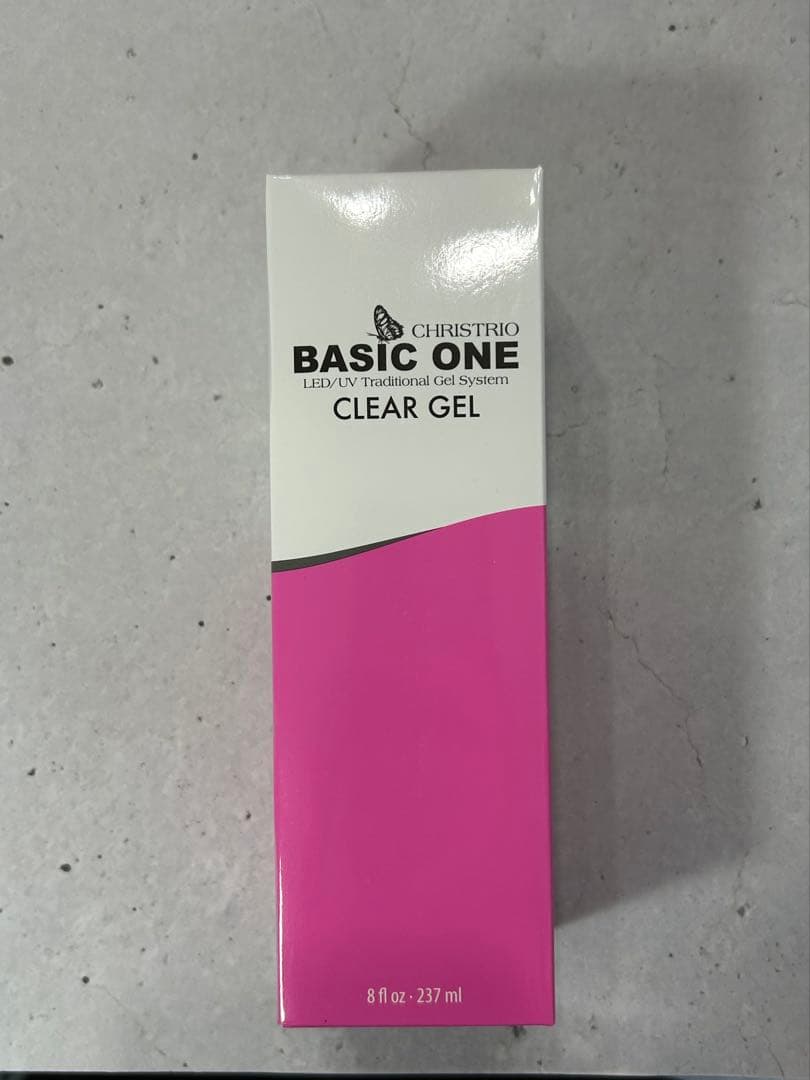 CHRISTRIO
BASIC ONE
LED/UV Traditional Gel System
CLEAR GEL
8 fl oz · 237 ml